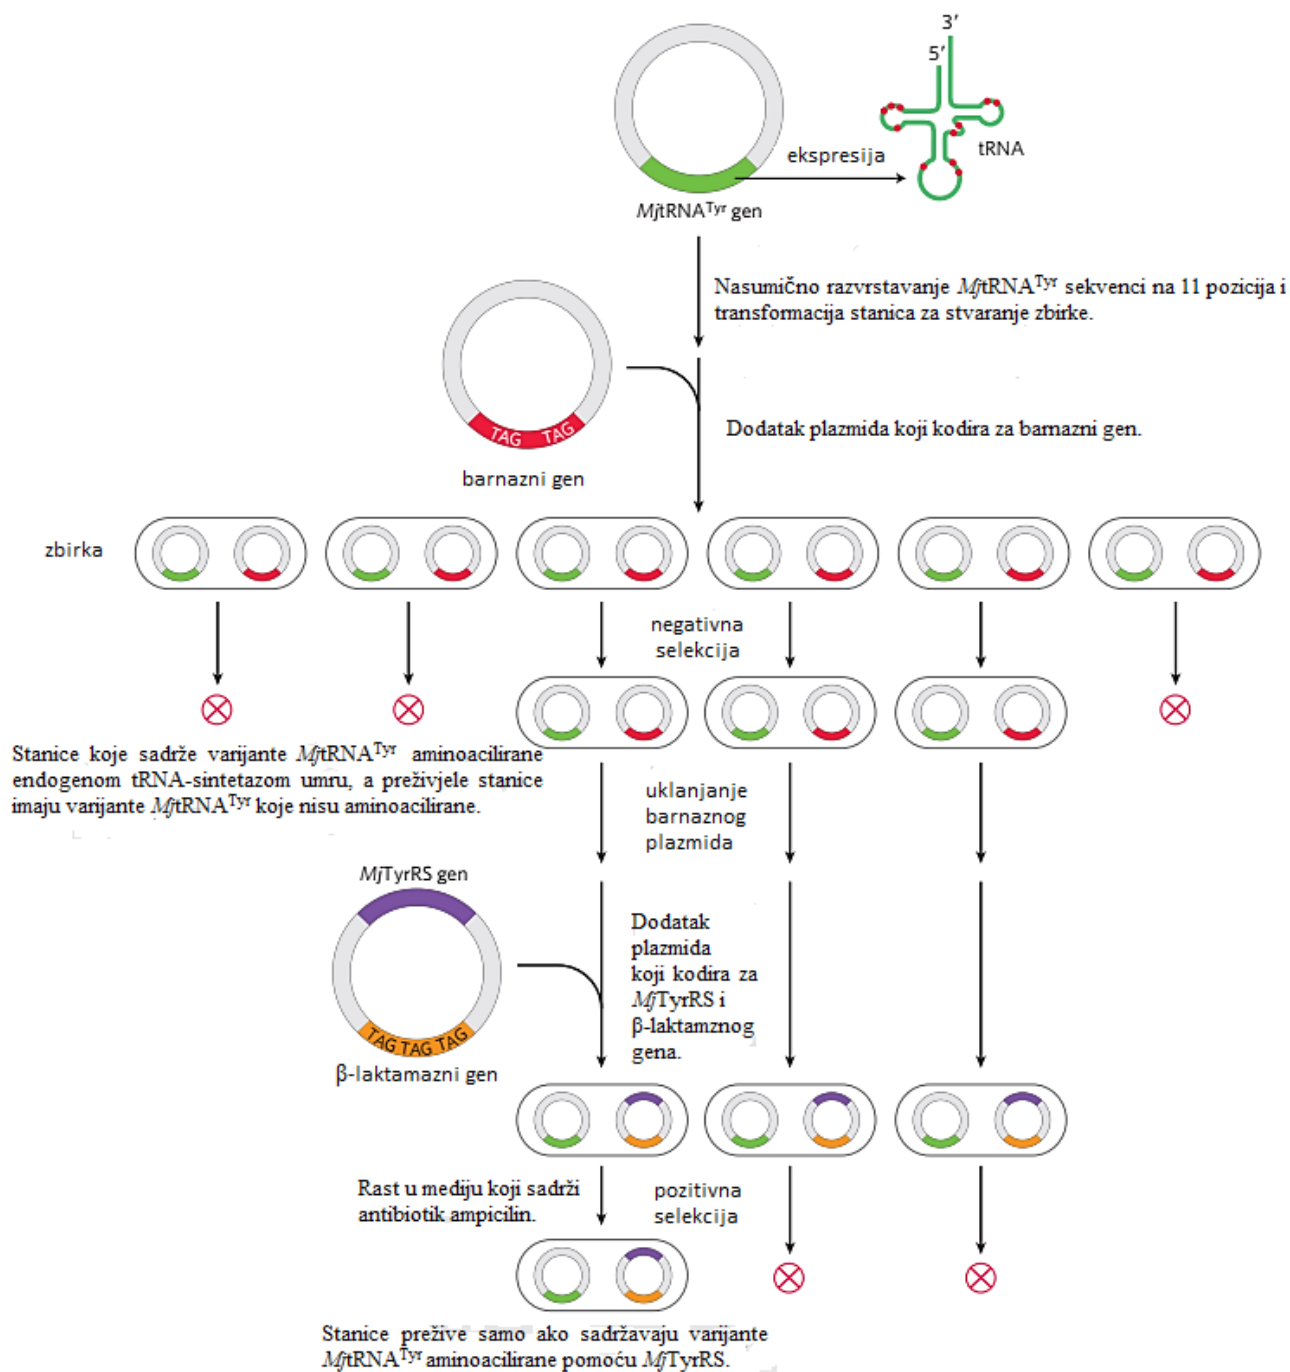 3′
5′
tRNA
ekspresija
MjtRNATyr gen
Nasumično razvrstavanje MjtRNATyr sekvenci na 11 pozicija i
transformacija stanica za stvaranje zbirke.
TAG TAG
barnazni gen
Dodatak plazmida koji kodira za barnazni gen.
zbirka
negativna
selekcija
Stanice koje sadrže varijante MjtRNATyr aminoacilirane
endogenom tRNA-sintetazom umru, a preživjele stanice
imaju varijante MjtRNATyr koje nisu aminoacilirane.
uklanjanje
barnaznog
plazmida
MjTyrRS gen
TAG TAG TAG
β-laktamazni gen
Dodatak
plazmida
koji kodira za
MjTyrRS i
β-laktamznog
gena.
Rast u mediju koji sadrži
antibiotik ampicilin.
pozitivna
selekcija
Stanice prežive samo ako sadržavaju varijante
MjtRNATyr aminoacilirane pomoću MjTyrRS.